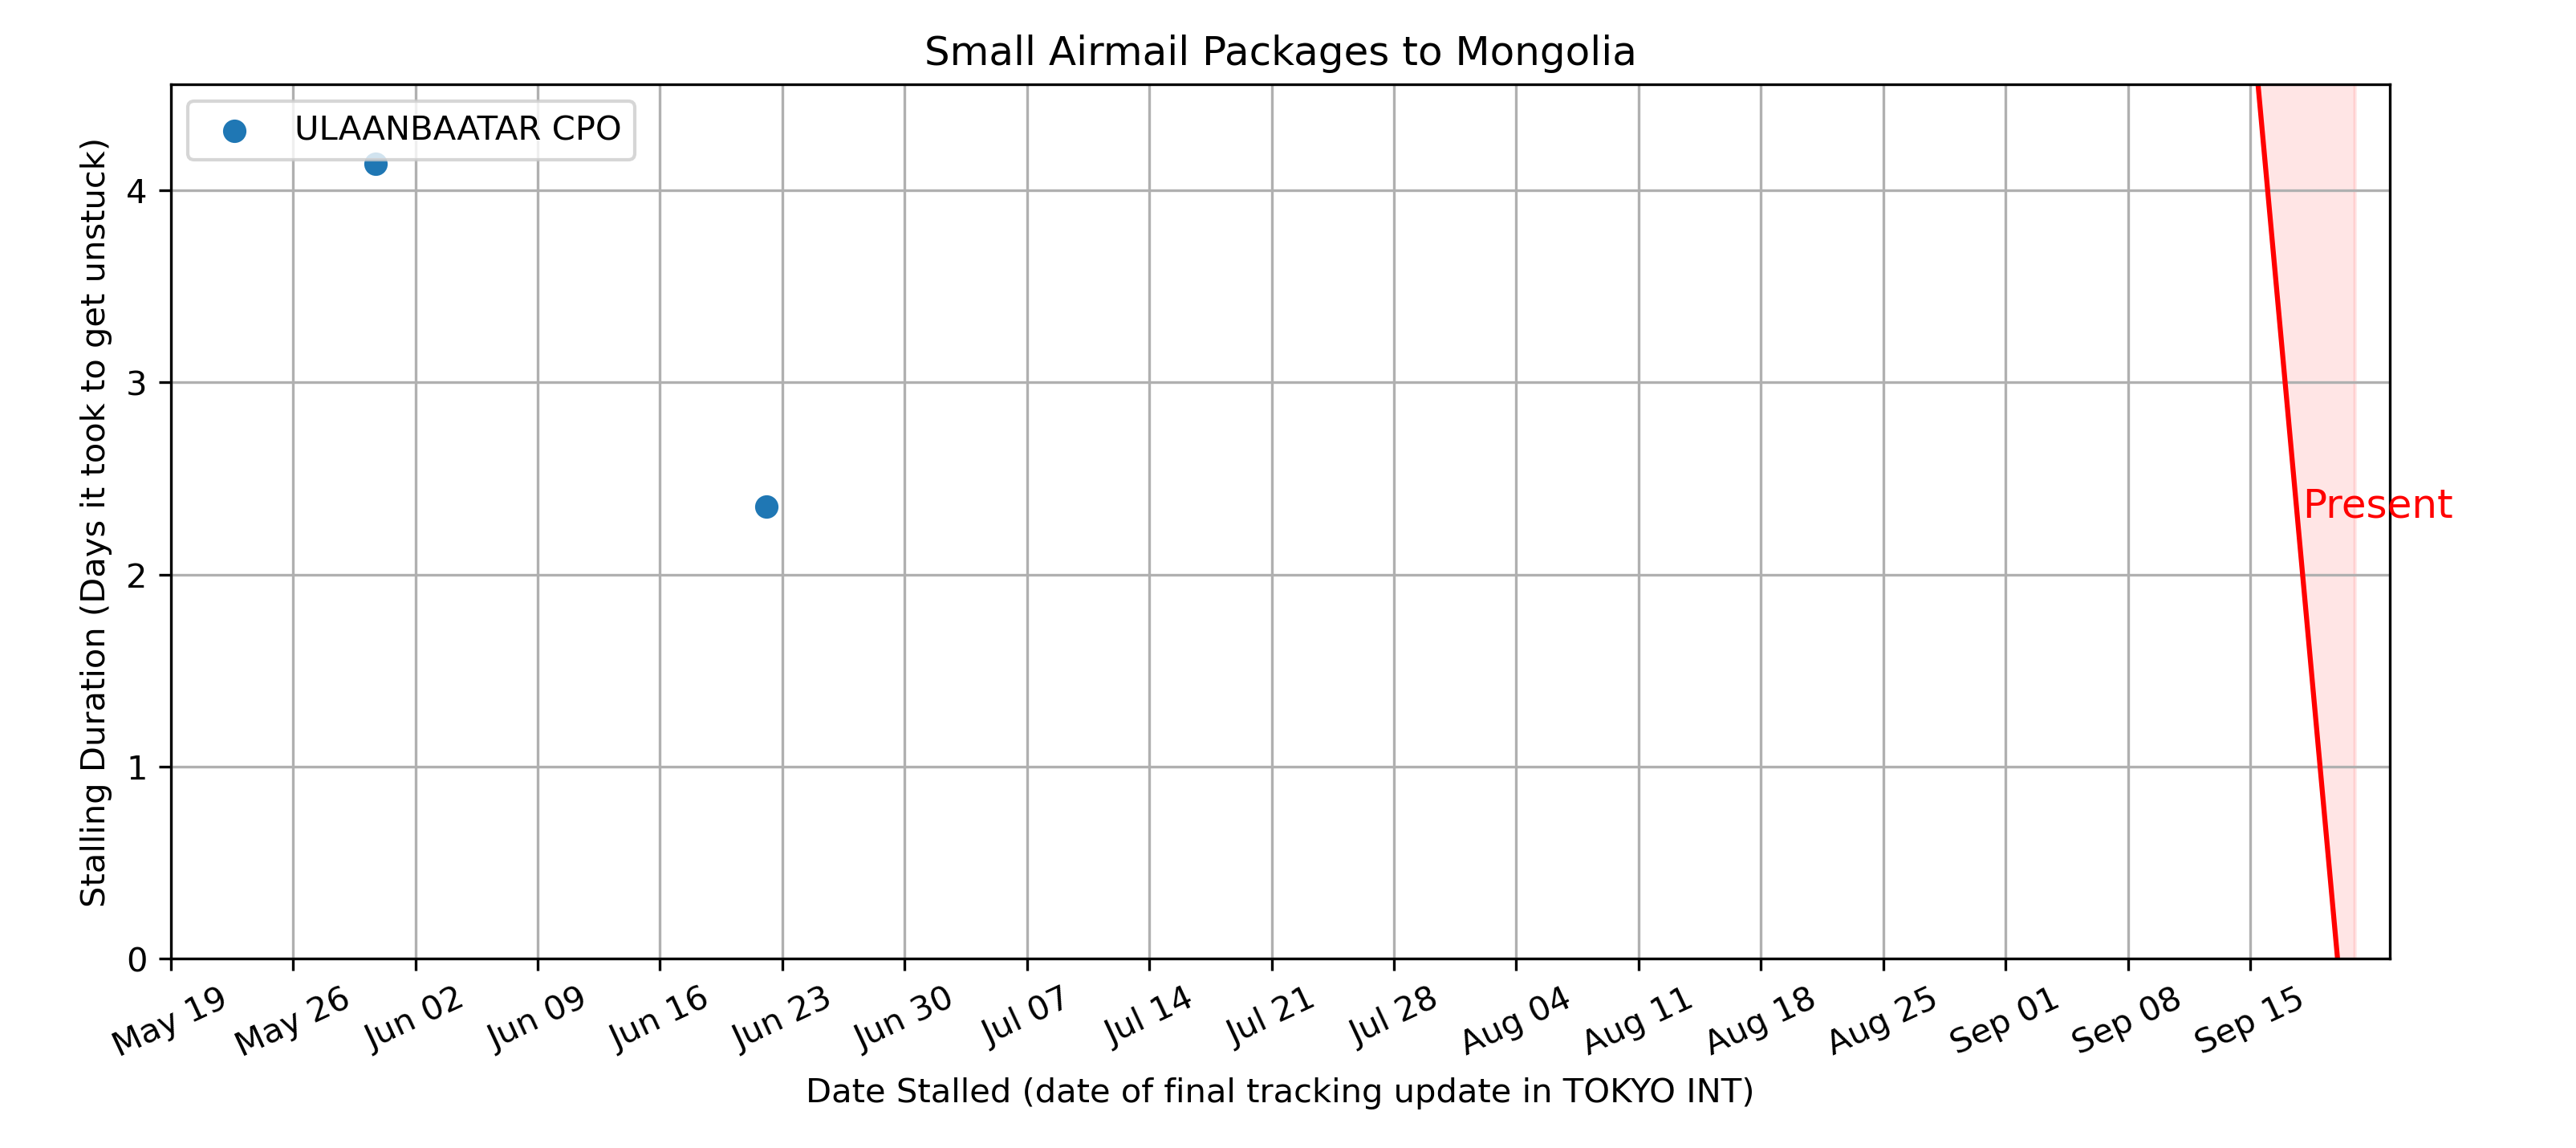 Small Airmail Packages to Mongolia
ULAANBAATAR CPO
Stalling Duration (Days it took to get unstuck)
4
3
2
1
0
Present
May 19
May 26
Jun 02
Jun 09
Jun 16
Jun 23
Jun 30
Jul 07
Jul 14
Jul 21
Jul 28
Aug 04
Aug 11
Aug 18
Aug 25
Sep 01
Sep 08
Sep 15
Date Stalled (date of final tracking update in TOKYO INT)